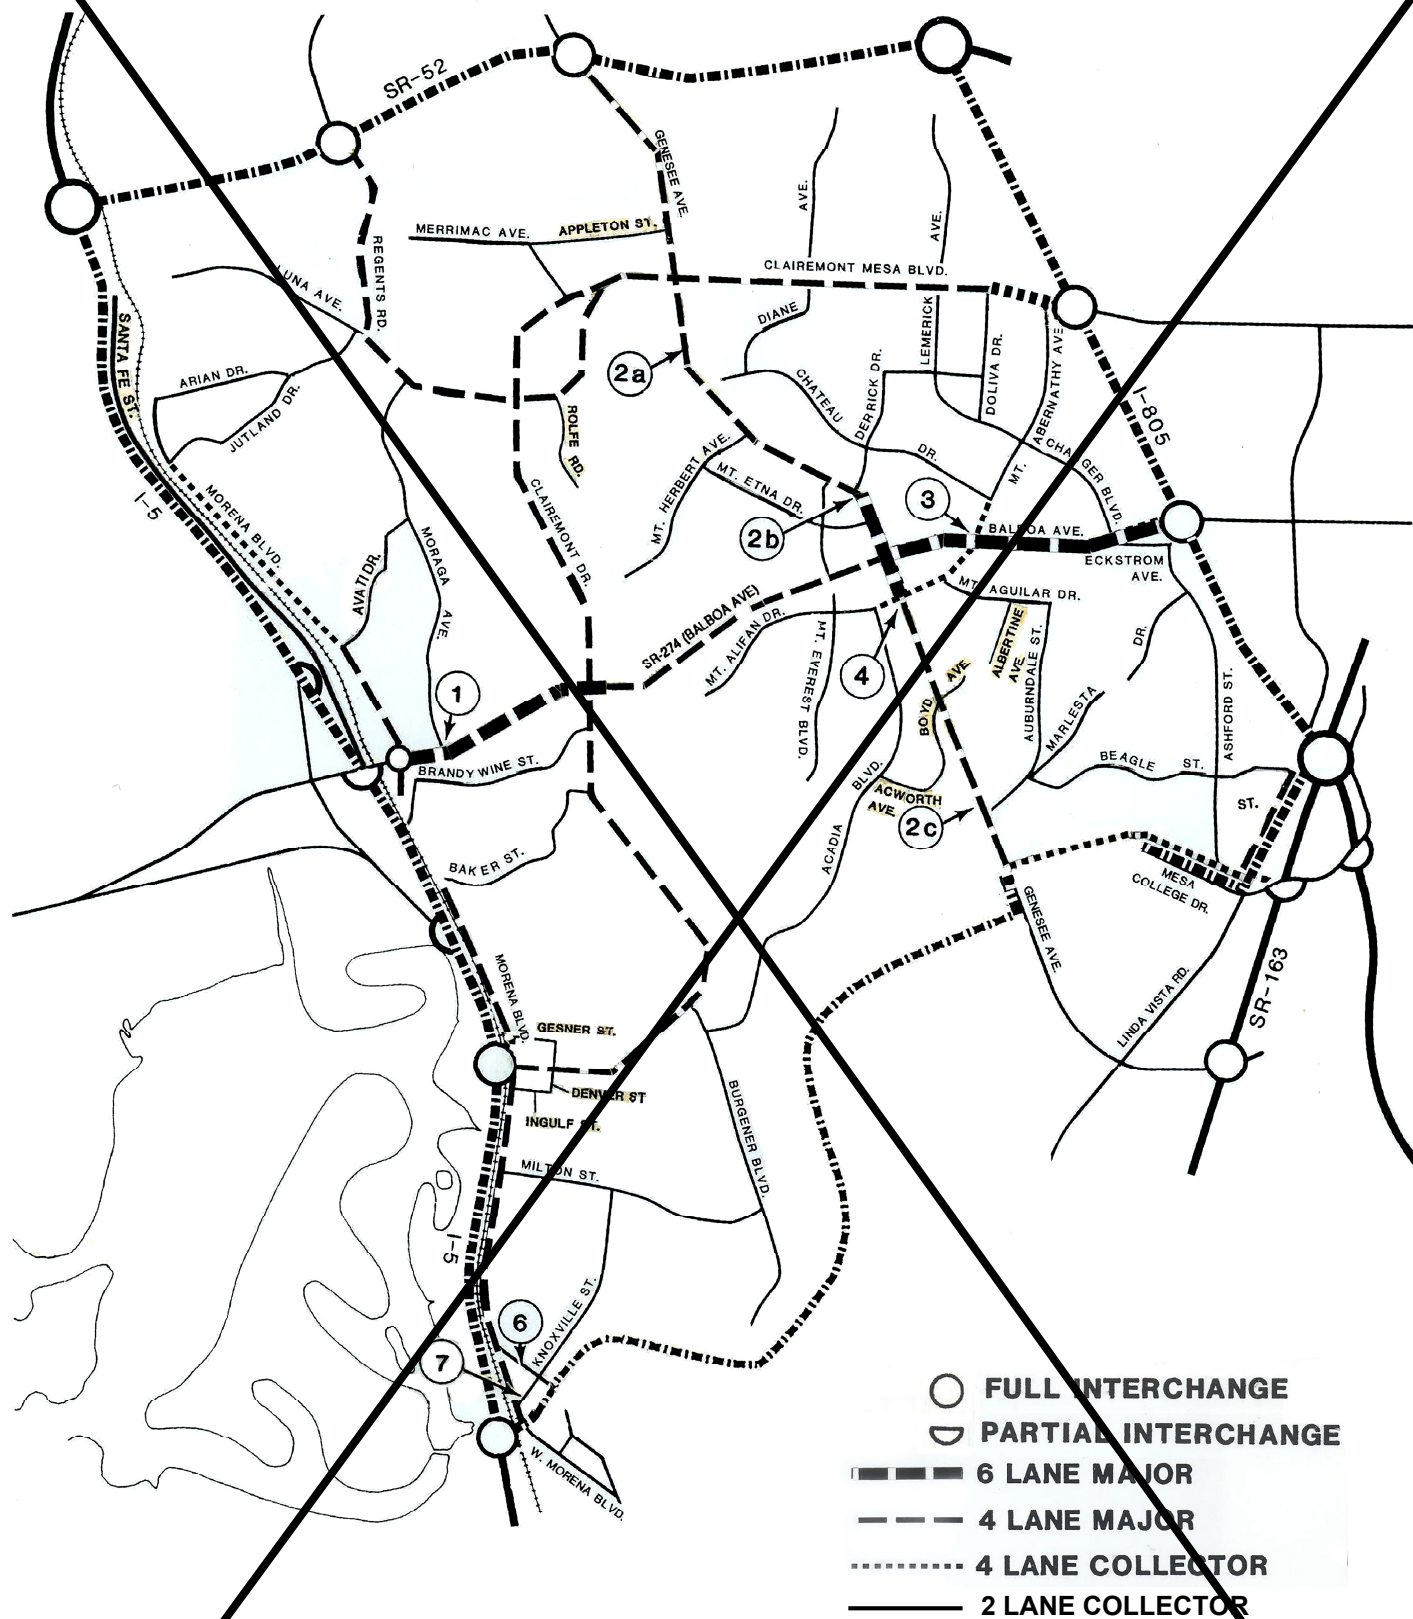 SR-52
GENESEE AVE.
MERRIMAC AVE.
APPLETON ST.
AVE.
AVE.
CLAIREMONT MESA BLVD.
REGENTS RD.
LUNA AVE.
DIANE
LEMERICK
DOLIVA DR.
MT. ABERNATHY AVE
SANTA FE ST.
2a
ARIAN DR.
JUTLAND DR.
CHATEAU
DR.
DERRICK DR.
I-805
ROLFE RD.
MT. HERBERT AVE.
MT. ETNA DR.
CHA GER BLVD.
I-5
MORENA BLVD.
CLAIREMONT DR.
3
2b
BALBOA AVE.
ECKSTROM
AVE.
MORAGA
AVE.
AVATI DR.
SR-274 (BALBOA AVE)
MT. ALIFAN DR.
MT. AGUILAR DR.
ALBERTINE
AVE
AUBURNDALE ST.
DR.
MT. EVEREST BLVD.
4
BOYD
AVE
MARLESTA
ASHFORD ST.
1
BRANDYWINE ST.
BEAGLE ST.
ST.
ACADIA
BLVD.
ACWORTH
AVE.
2c
BAKER ST.
MESA
COLLEGE DR.
GENESEE AVE.
MORENA BLVD.
GESNER ST.
DENVER ST
INGULF ST.
LINDA VISTA RD.
SR-163
BURGENER BLVD.
MILTON ST.
I-5
KNOXVILLE ST.
6
7
W. MORENA BLVD.
FULL INTERCHANGE
PARTIAL INTERCHANGE
6 LANE MAJOR
4 LANE MAJOR
4 LANE COLLECTOR
2 LANE COLLECTOR